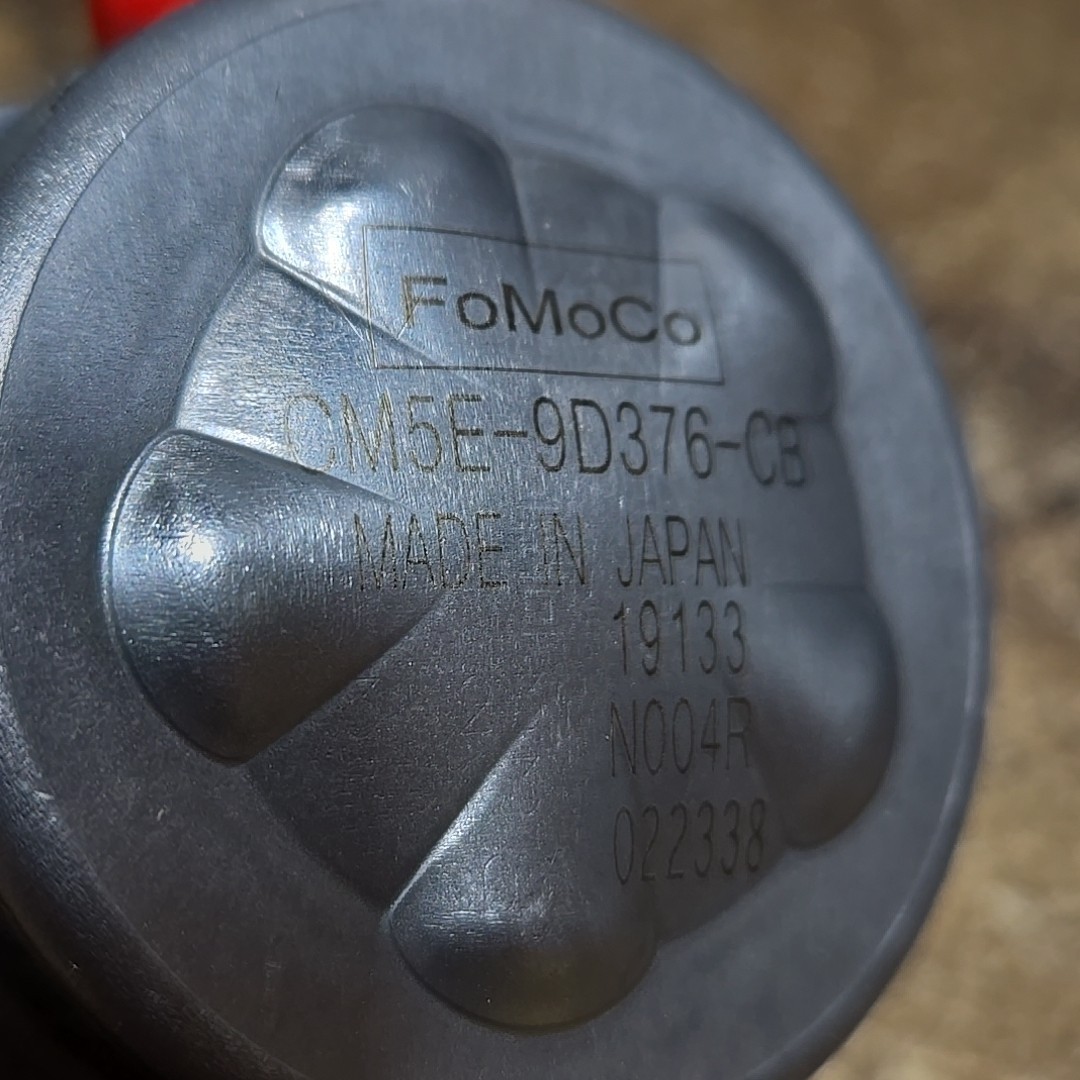 FoMoCo
CM5E-9D376-CB
MADE IN JAPAN
19133
N004R
022338